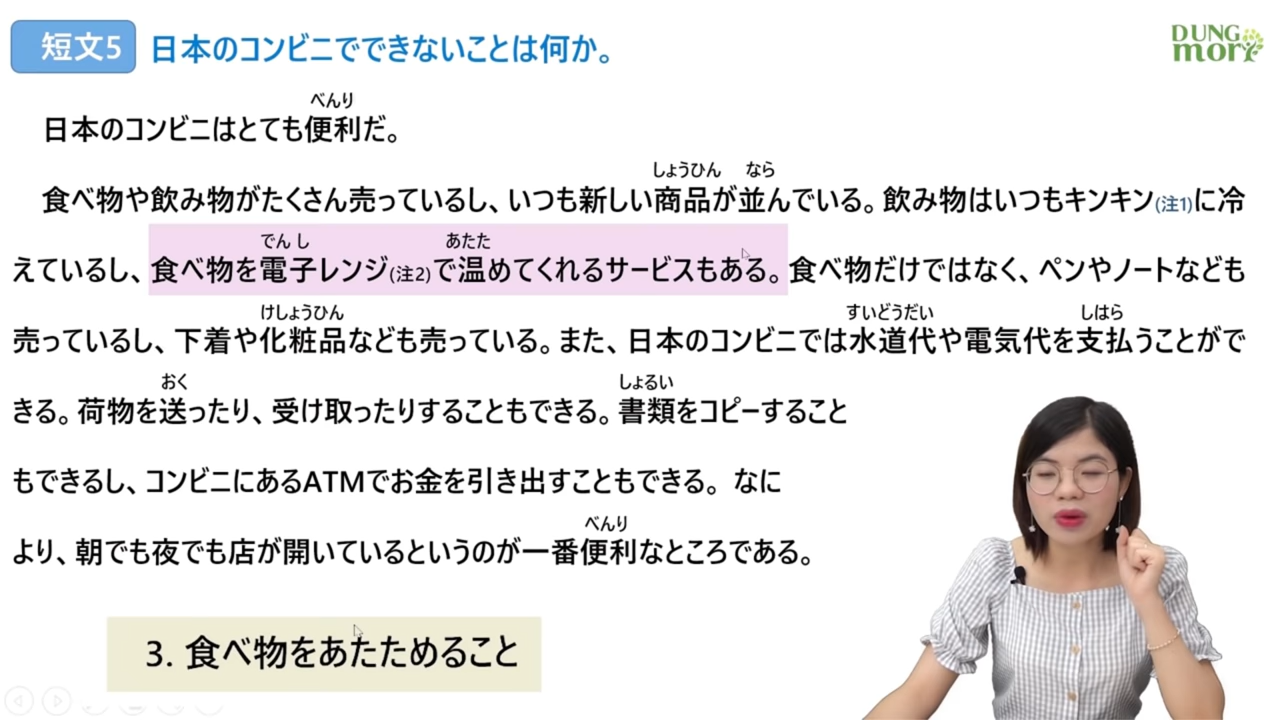 短文5 日本のコンビニでできないことは何か。
DUNG
mori
べんり
日本のコンビニはとても便利だ。
しょうひん なら
食べ物や飲み物がたくさん売っているし、いつも新しい商品が並んでいる。飲み物はいつもキンキン(注1)に冷
でんし あたた
えているし、食べ物を電子レンジ(注2)で温めてくれるサービスもある。食べ物だけではなく、ペンやノートなども
けしょうひん すいどうだい しはら
売っているし、下着や化粧品なども売っている。また、日本のコンビニでは水道代や電気代を支払うことがで
おく しょるい
きる。荷物を送ったり、受け取ったりすることもできる。書類をコピーすること
もできるし、コンビニにあるATMでお金を引き出すこともできる。なに
べんり
より、朝でも夜でも店が開いているというのが一番便利なところである。
3. 食べ物をあたためること